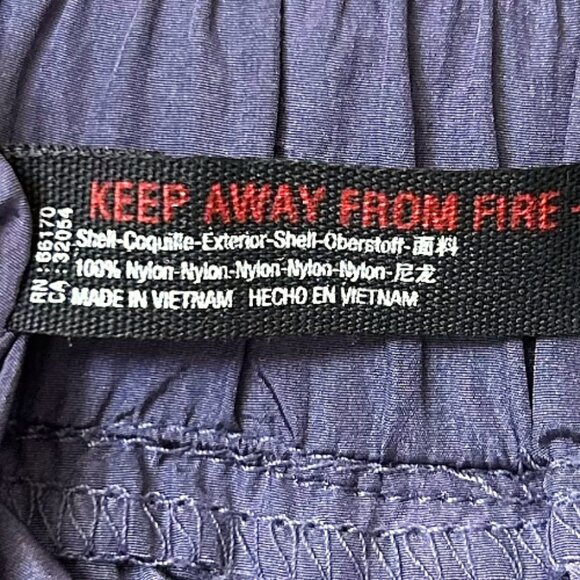 KEEP AWAY FROM FIRE -
Shell-Coquille-Exterior-Shell-Oberstoff-面料
100% Nylon-Nylon-Nylon-Nylon-Nylon-尼龙
MADE IN VIETNAM HECHO EN VIETNAM
RN : 66170
CA : 32054